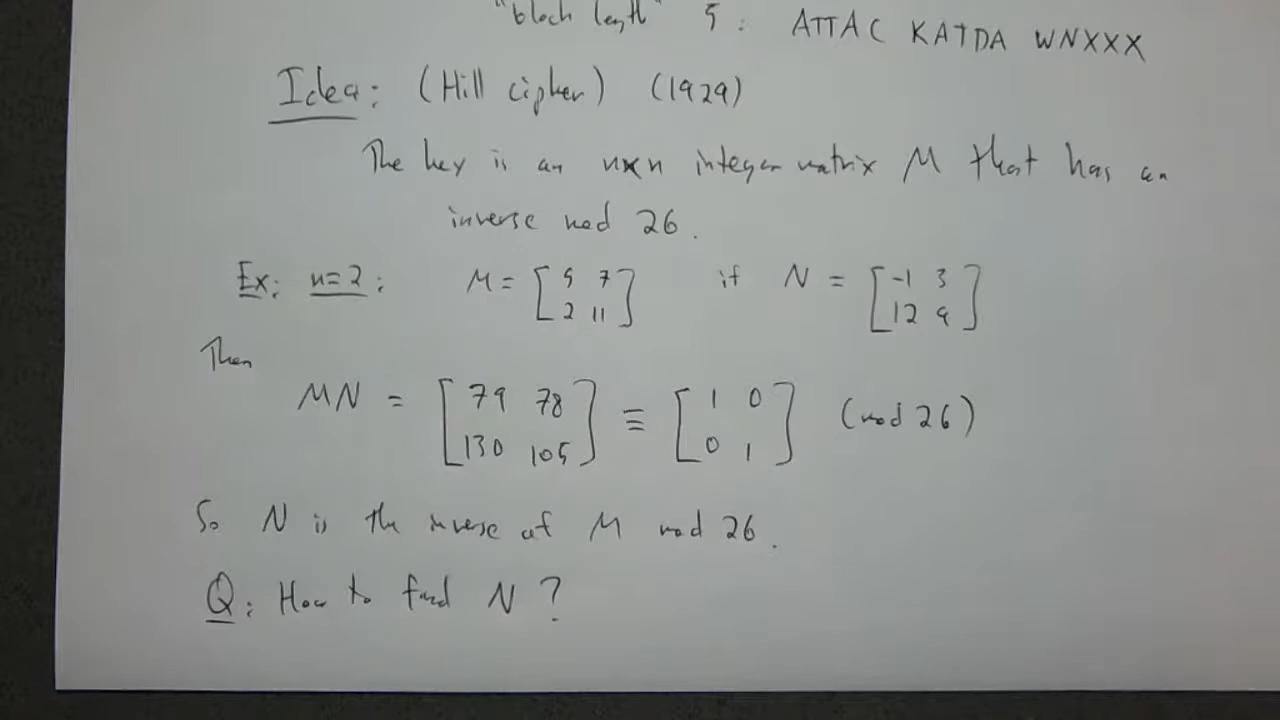 "block length" 5 : ATTAC KATDA WNXXX
Idea: (Hill cipher) (1929)
The key is an n×n integer matrix M that has an
inverse mod 26.
Ex: n=2: M = [5 7; 2 11] if N = [-1 3; 12 9]
Then
MN = [79 78; 130 105] ≡ [1 0; 0 1] (mod 26)
So N is the inverse of M mod 26.
Q: How to find N?